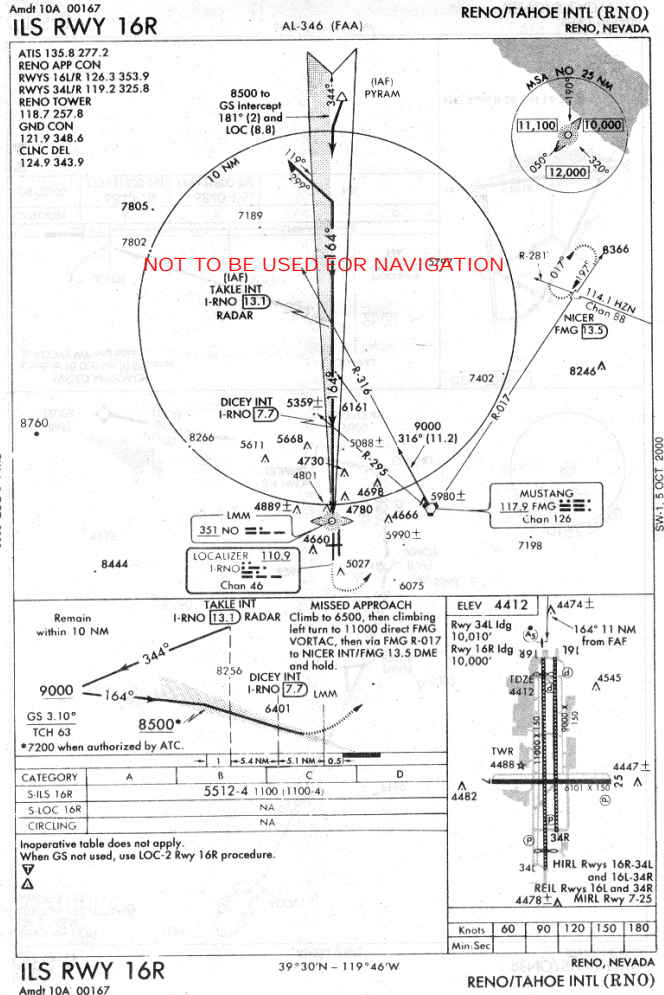 Amdt 10A 00167
ILS RWY 16R
AL-346 (FAA)
RENO/TAHOE INTL (RNO)
RENO, NEVADA
ATIS 135.8 277.2
RENO APP CON
RWYS 16L/R 126.3 353.9
RWYS 34L/R 119.2 325.8
RENO TOWER
118.7 257.8
GND CON
121.9 348.6
CLNC DEL
124.9 343.9
8500 to
GS intercept
181° (2) and
LOC (8.8)
344°
(IAF)
PYRAM
MSA NO 25 NM
190°
11,100
10,000
050°
320°
12,000
10 NM
119°
299°
7805
7189
7802
164°
NOT TO BE USED FOR NAVIGATION
(IAF)
TAKLE INT
I-RNO 13.1
RADAR
R-281
017°
197°
8366
114.1 HZN
Chan 88
NICER
FMG 13.5
8246
7402
R-316
R-017
164°
DICEY INT
I-RNO 7.7
5359±
6161
9000
316° (11.2)
8760
8266
5611
5668
5088±
R-295
4730
4801
4698
5980±
MUSTANG
117.9 FMG
Chan 126
LMM
351 NO
4889±
4780
4666
5990±
7198
4660
LOCALIZER 110.9
I-RNO
Chan 46
5027
6075
8444
SW-1, 5 OCT 2000
Remain
within 10 NM
TAKLE INT
I-RNO 13.1 RADAR
MISSED APPROACH
Climb to 6500, then climbing
left turn to 11000 direct FMG
VORTAC, then via FMG R-017
to NICER INT/FMG 13.5 DME
and hold.
344°
9000
164°
8256
DICEY INT
I-RNO 7.7
LMM
6401
GS 3.10°
TCH 63
8500*
*7200 when authorized by ATC.
1
5.4 NM
5.1 NM
0.5
CATEGORY A B C D
S-ILS 16R 5512-4 1100 (1100-4)
S-LOC 16R NA
CIRCLING NA
Inoperative table does not apply.
When GS not used, use LOC-2 Rwy 16R procedure.
ELEV 4412
Rwy 34L ldg
10,010'
Rwy 16R ldg
10,000'
4474±
164° 11 NM
from FAF
TDZE
4412
4545
11000 X 150
9000 X 150
TWR
4488
4447±
7
25
6101 X 150
4482
34R
34L
HIRL Rwys 16R-34L
and 16L-34R
REIL Rwys 16L and 34R
4478±
MIRL Rwy 7-25
Knots 60 90 120 150 180
Min:Sec
ILS RWY 16R
Amdt 10A 00167
39°30'N – 119°46'W
RENO, NEVADA
RENO/TAHOE INTL (RNO)